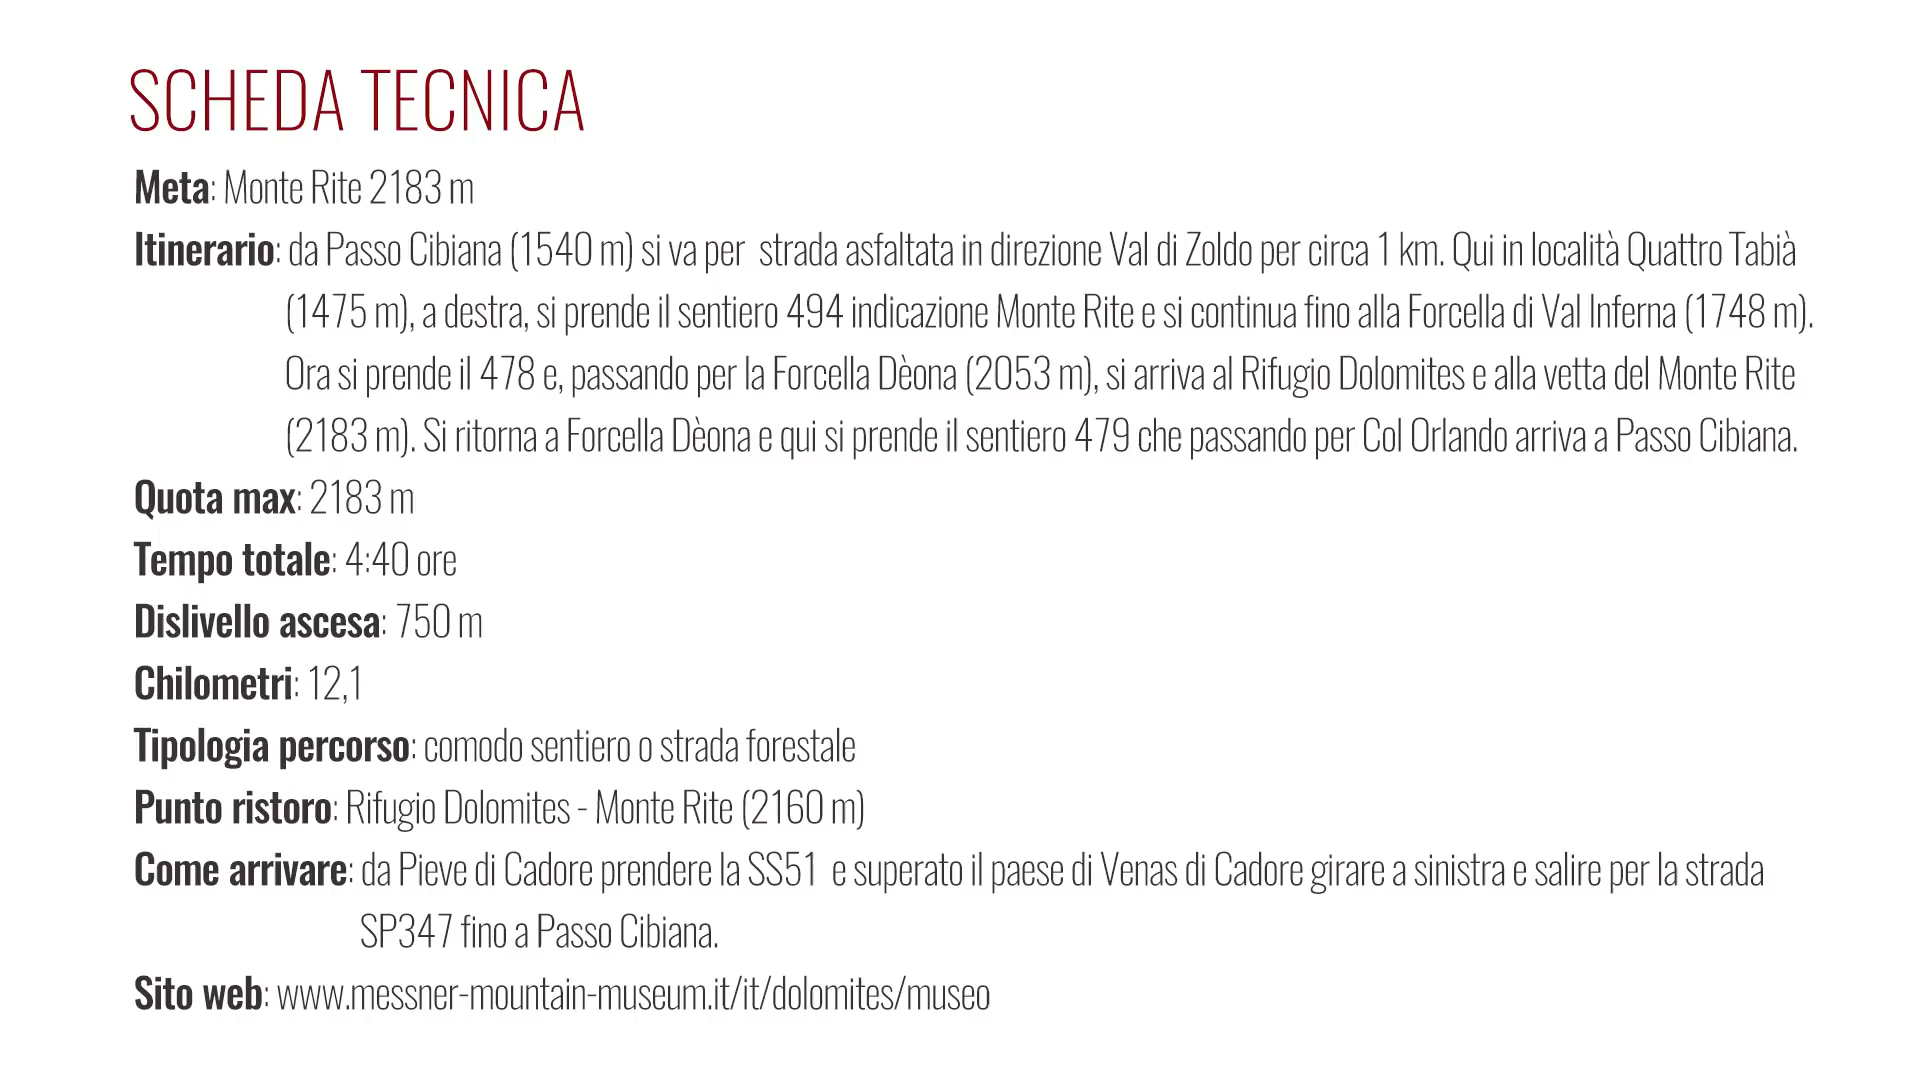 SCHEDA TECNICA
Meta: Monte Rite 2183 m
Itinerario: da Passo Cibiana (1540 m) si va per  strada asfaltata in direzione Val di Zoldo per circa 1 km. Qui in località Quattro Tabià
(1475 m), a destra, si prende il sentiero 494 indicazione Monte Rite e si continua fino alla Forcella di Val Inferna (1748 m).
Ora si prende il 478 e, passando per la Forcella Dèona (2053 m), si arriva al Rifugio Dolomites e alla vetta del Monte Rite
(2183 m). Si ritorna a Forcella Dèona e qui si prende il sentiero 479 che passando per Col Orlando arriva a Passo Cibiana.
Quota max: 2183 m
Tempo totale: 4:40 ore
Dislivello ascesa: 750 m
Chilometri: 12,1
Tipologia percorso: comodo sentiero o strada forestale
Punto ristoro: Rifugio Dolomites - Monte Rite (2160 m)
Come arrivare: da Pieve di Cadore prendere la SS51  e superato il paese di Venas di Cadore girare a sinistra e salire per la strada
SP347 fino a Passo Cibiana.
Sito web: www.messner-mountain-museum.it/it/dolomites/museo